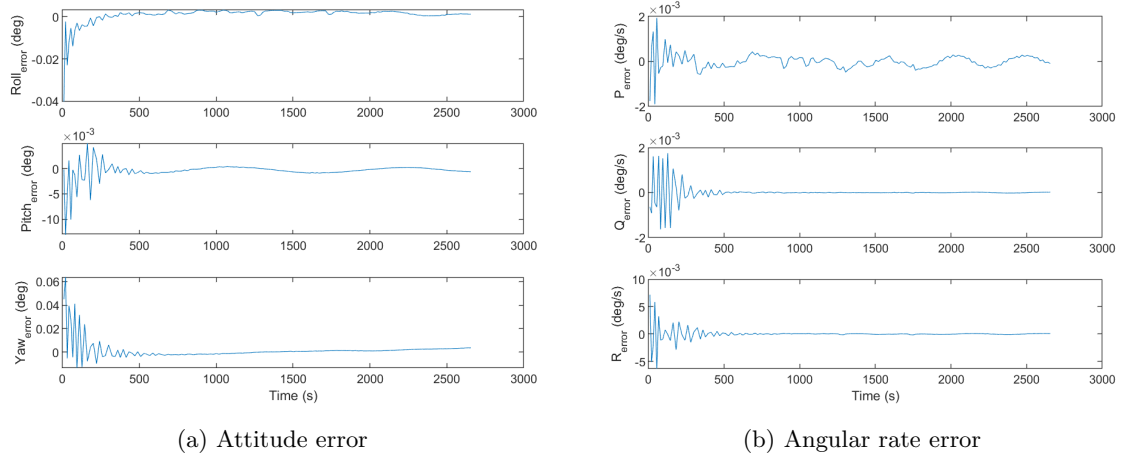 0
-0.02
-0.04
Roll_error (deg)
0 500 1000 1500 2000 2500 3000
×10^-3
0
-5
-10
Pitch_error (deg)
0 500 1000 1500 2000 2500 3000
0.06
0.04
0.02
0
Yaw_error (deg)
0 500 1000 1500 2000 2500 3000
Time (s)
(a) Attitude error
×10^-3
2
0
-2
P_error (deg/s)
0 500 1000 1500 2000 2500 3000
×10^-3
2
0
-2
Q_error (deg/s)
0 500 1000 1500 2000 2500 3000
×10^-3
10
5
0
-5
R_error (deg/s)
0 500 1000 1500 2000 2500 3000
Time (s)
(b) Angular rate error